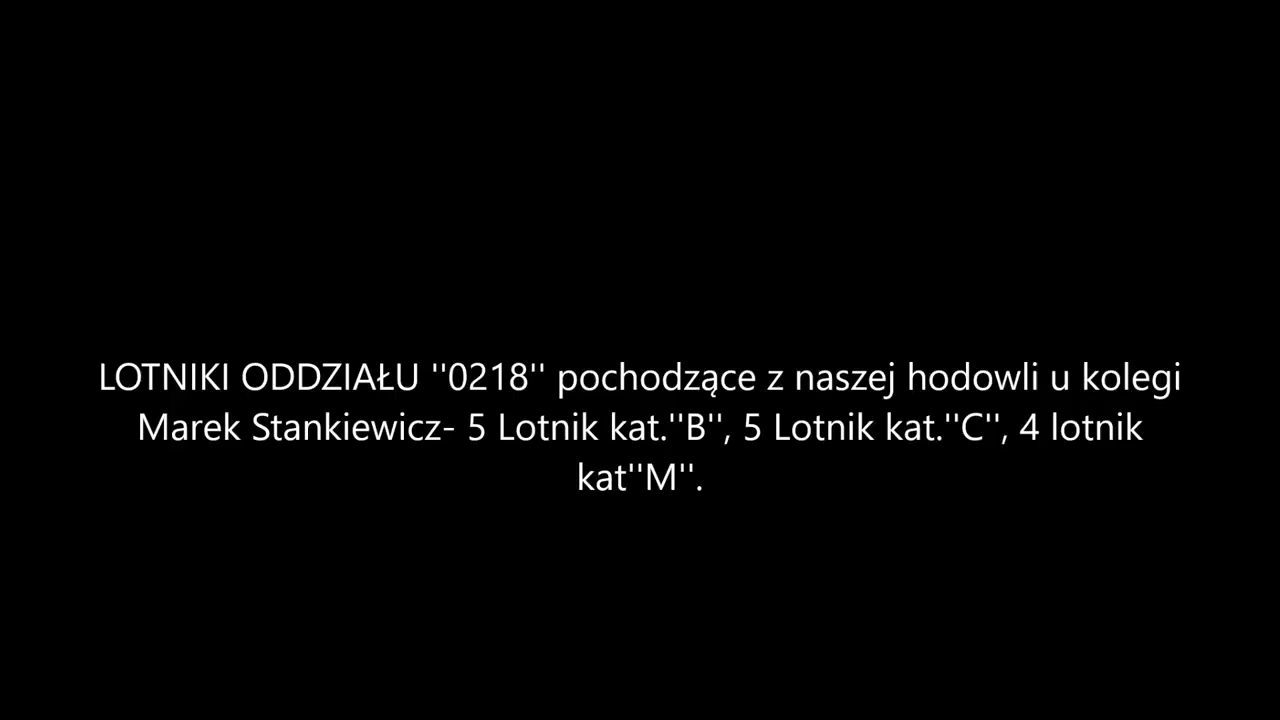 LOTNIKI ODDZIAŁU ''0218'' pochodzące z naszej hodowli u kolegi
Marek Stankiewicz- 5 Lotnik kat.''B'', 5 Lotnik kat.''C'', 4 lotnik
kat''M''.